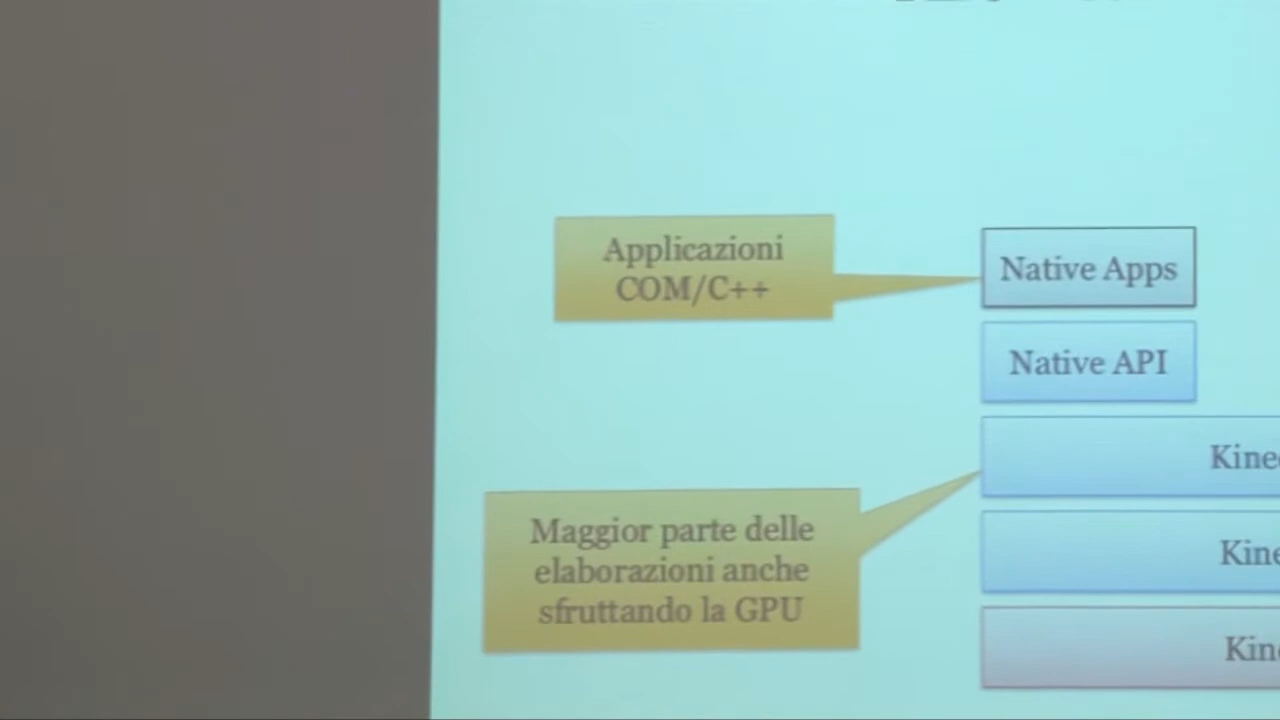 Applicazioni
COM/C++
Native Apps
Native API
Maggior parte delle
elaborazioni anche
sfruttando la GPU